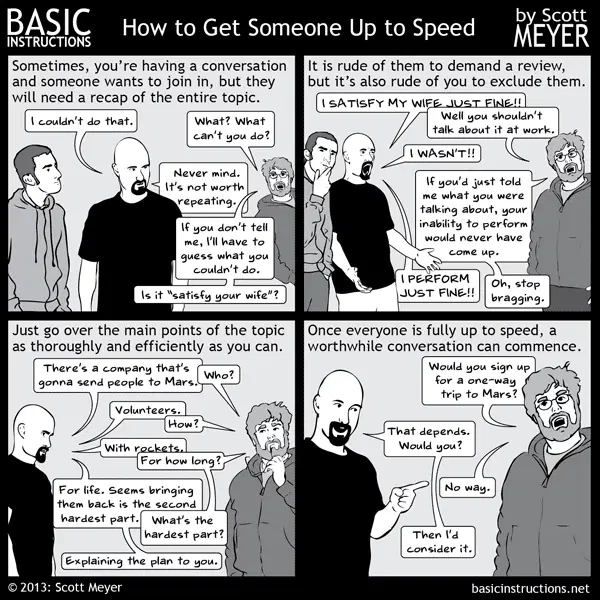 BASIC
INSTRUCTIONS
How to Get Someone Up to Speed
by Scott
MEYER
Sometimes, you're having a conversation
and someone wants to join in, but they
will need a recap of the entire topic.
I couldn't do that.
What? What
can't you do?
Never mind.
It's not worth
repeating.
If you don't tell
me, I'll have to
guess what you
couldn't do.
Is it "satisfy your wife"?
It is rude of them to demand a review,
but it's also rude of you to exclude them.
I SATISFY MY WIFE JUST FINE!!
Well you shouldn't
talk about it at work.
I WASN'T!!
If you'd just told
me what you were
talking about, your
inability to perform
would never have
come up.
I PERFORM
JUST FINE!!
Oh, stop
bragging.
Just go over the main points of the topic
as thoroughly and efficiently as you can.
There's a company that's
gonna send people to Mars.
Who?
Volunteers.
How?
With rockets.
For how long?
For life. Seems bringing
them back is the second
hardest part.
What's the
hardest part?
Explaining the plan to you.
Once everyone is fully up to speed, a
worthwhile conversation can commence.
Would you sign up
for a one-way
trip to Mars?
That depends.
Would you?
No way.
Then I'd
consider it.
© 2013: Scott Meyer
basicinstructions.net